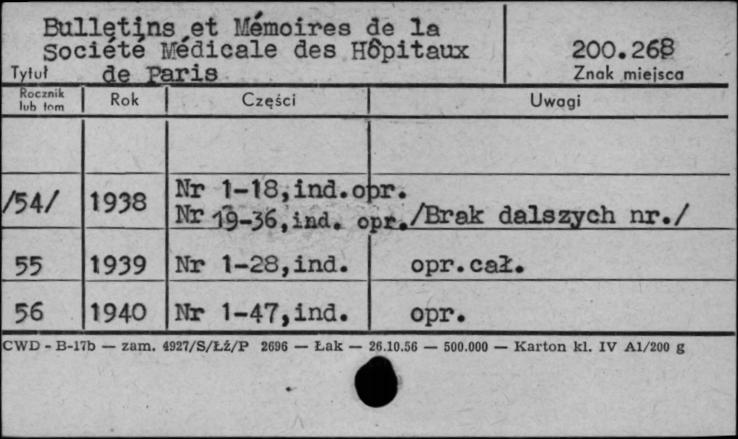 Bulletins et Mémoires de la
Société Médicale des Hôpitaux
de Paris
200.268
Tytuł
Znak miejsca
Rocznik lub tom Rok Części Uwagi
/54/ 1938 Nr 1-18, ind. opr.
Nr 19-36, ind. opr. /Brak dalszych nr./
55 1939 Nr 1-28, ind. opr. cał.
56 1940 Nr 1-47, ind. opr.
CWD - B-17b — zam. 4927/S/Łź/P 2696 — Łak — 26.10.56 — 500.000 — Karton kl. IV A1/200 g